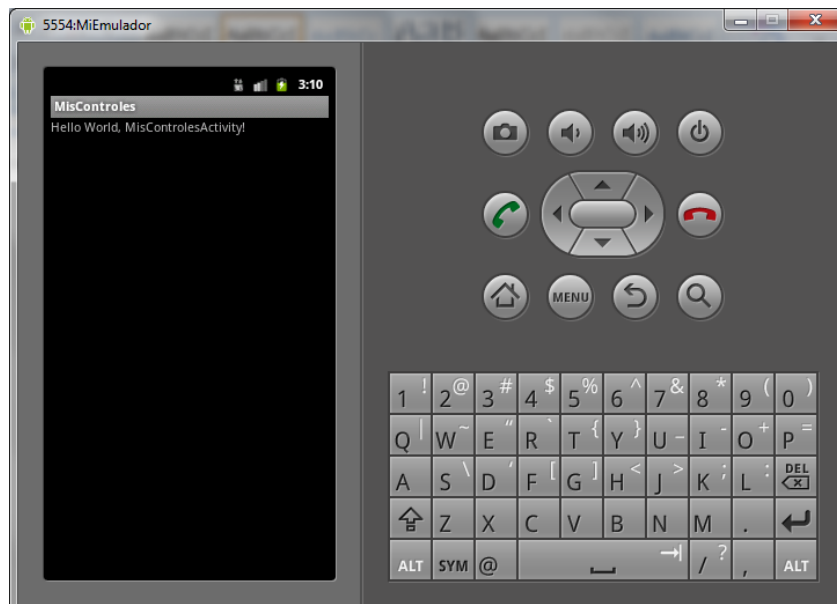 5554:MiEmulador
3:10
MisControles
Hello World, MisControlesActivity!
MENU
1 ! 2 @ 3 # 4 $ 5 % 6 ^ 7 & 8 * 9 ( 0 )
Q | W ~ E “ R ` T { Y } U _ I - O + P =
A S \ D ‘ F [ G ] H < J > K ; L : DEL
Z X C V B N M .
ALT SYM @ / ? , ALT